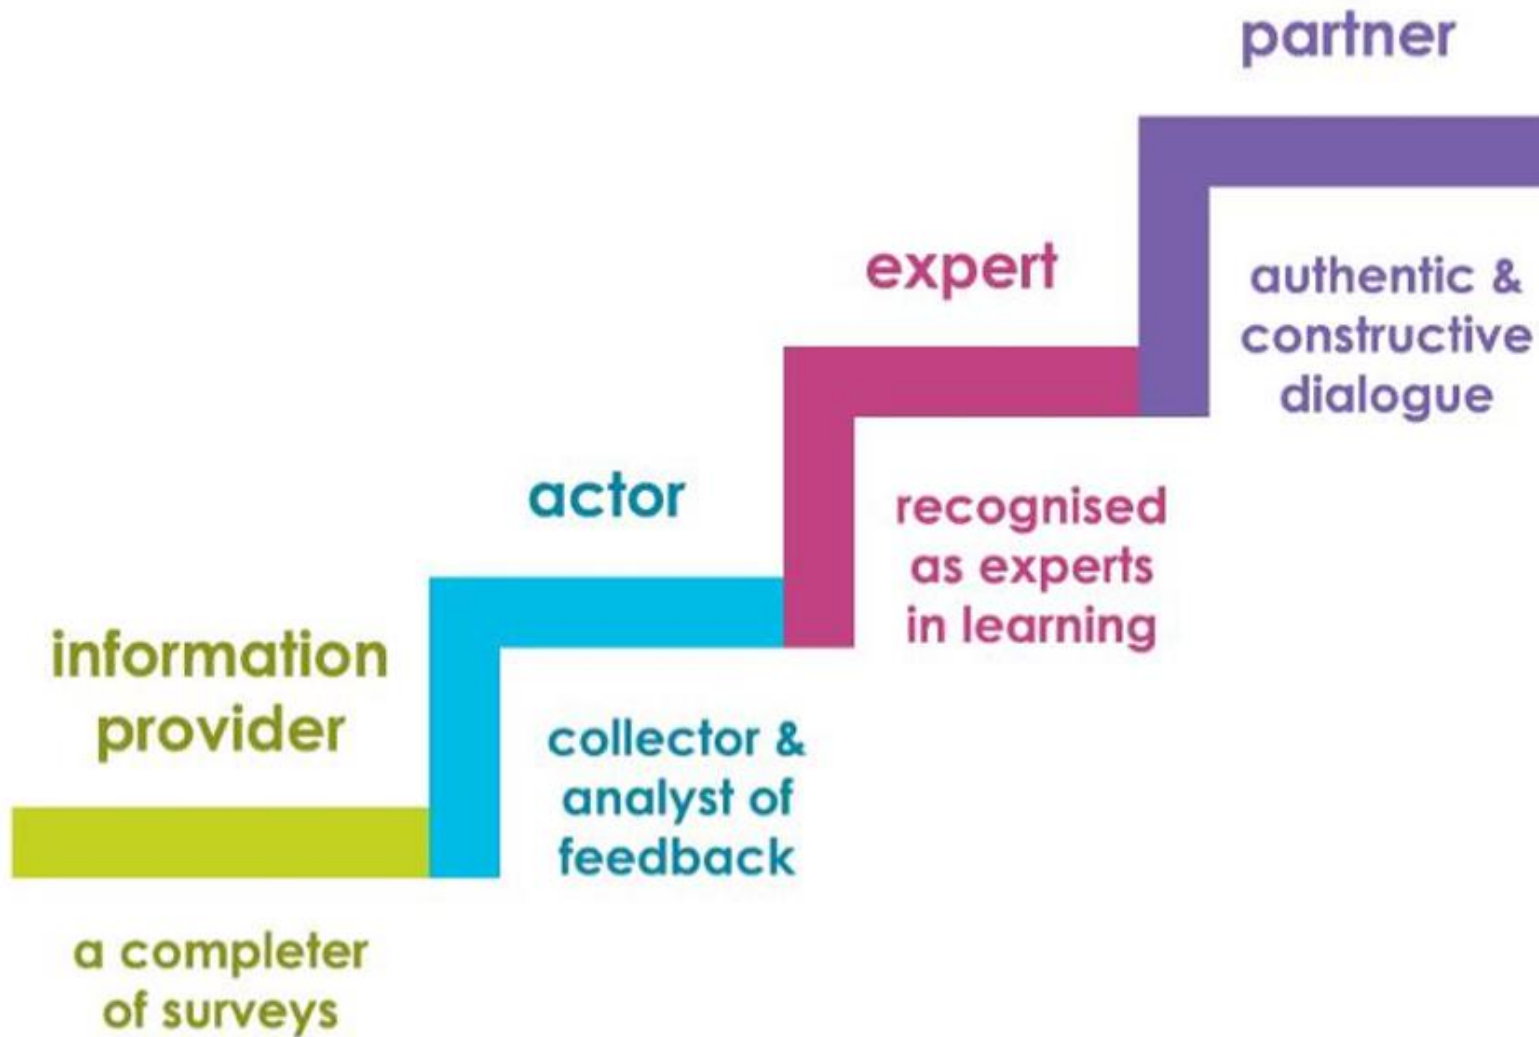 information
provider
a completer
of surveys
actor
collector &
analyst of
feedback
expert
recognised
as experts
in learning
partner
authentic &
constructive
dialogue